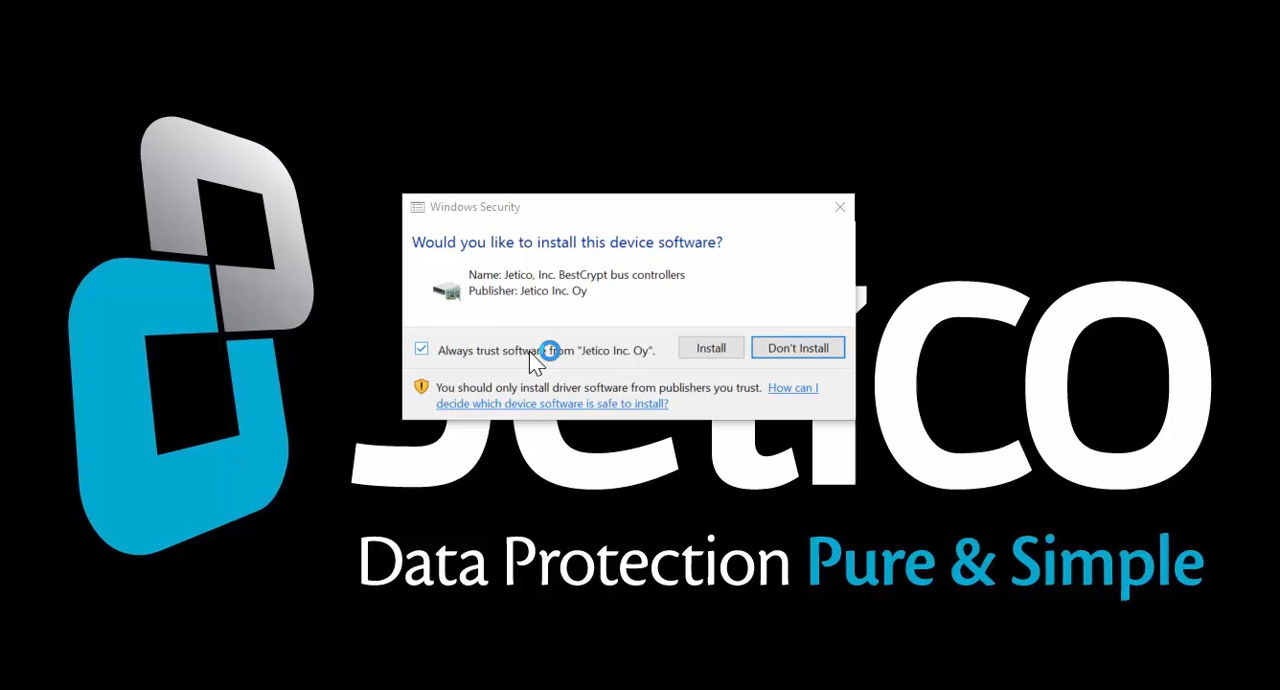 Windows Security
Would you like to install this device software?
Name: Jetico, Inc. BestCrypt bus controllers
Publisher: Jetico Inc. Oy
Always trust software from "Jetico Inc. Oy".
Install
Don't Install
You should only install driver software from publishers you trust. How can I
decide which device software is safe to install?
Jetico
Data Protection Pure & Simple